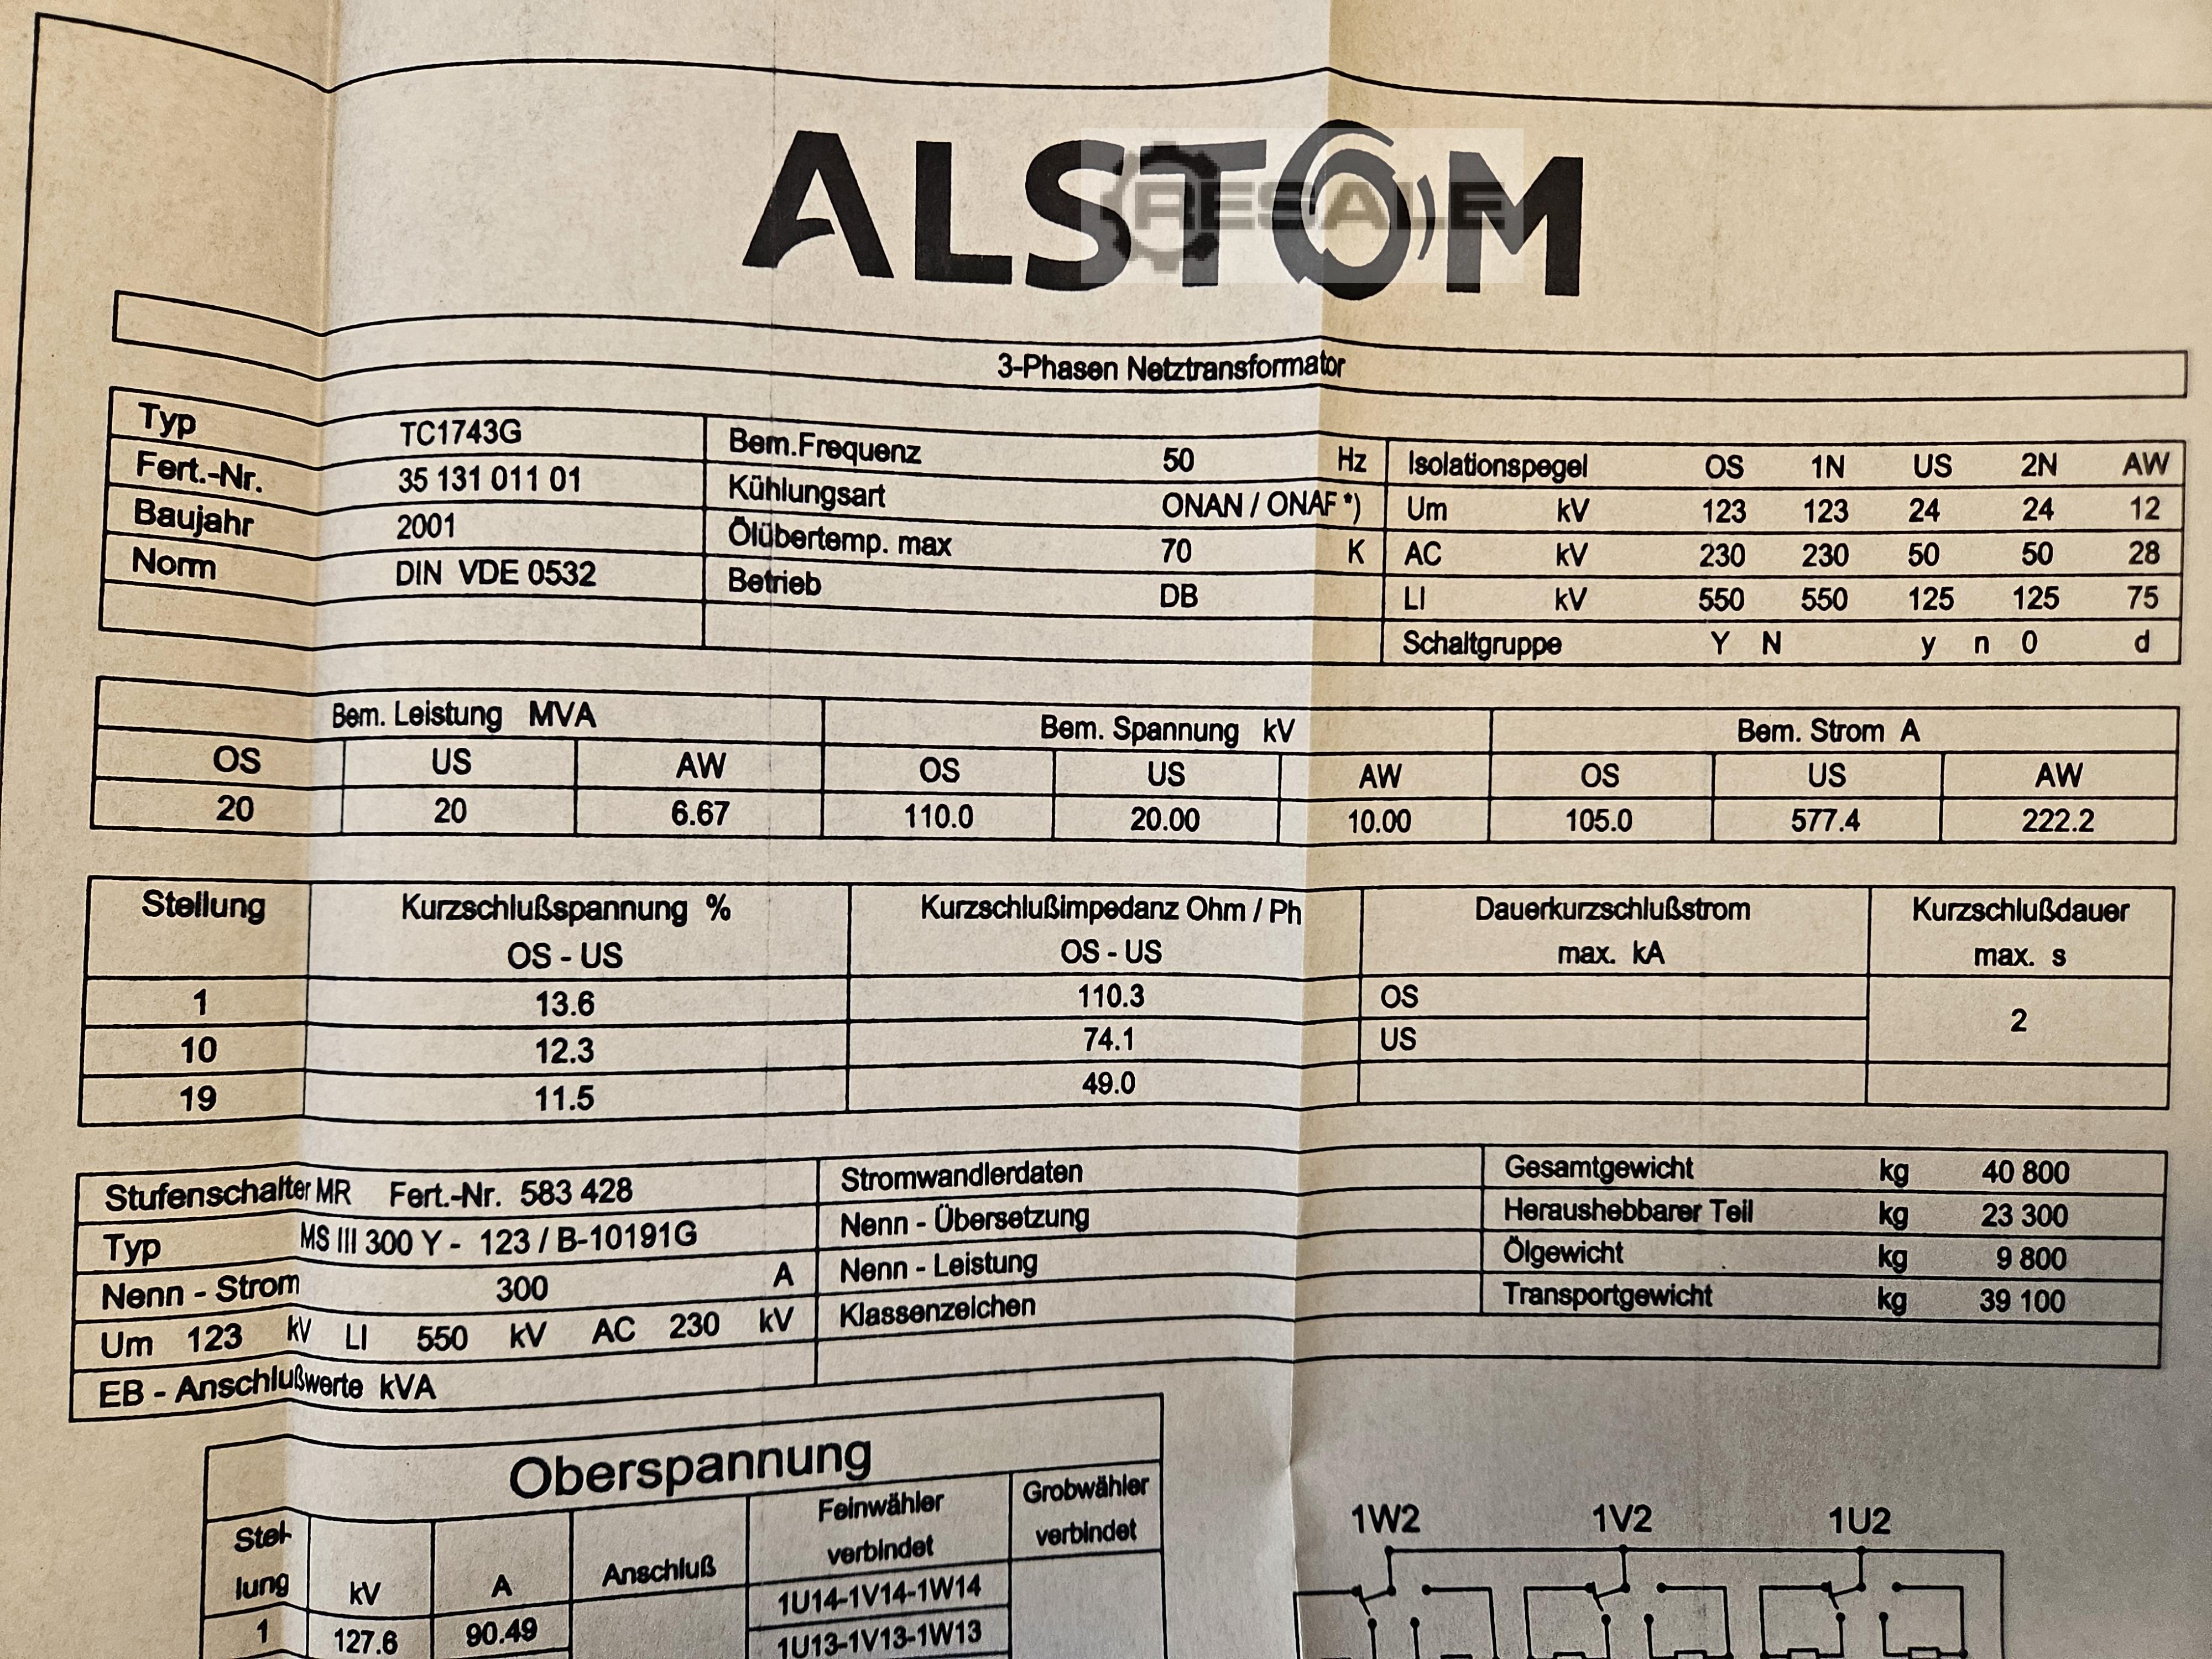 ALSTOM
RESALE
3-Phasen Netztransformator
Typ TC1743G Bem.Frequenz 50 Hz Isolationspegel OS 1N US 2N AW
Fert.-Nr. 35 131 011 01 Kühlungsart ONAN / ONAF *) Um kV 123 123 24 24 12
Baujahr 2001 Ölübertemp. max 70 K AC kV 230 230 50 50 28
Norm DIN VDE 0532 Betrieb DB LI kV 550 550 125 125 75
Schaltgruppe Y N y n 0 d
Bem. Leistung MVA Bem. Spannung kV Bem. Strom A
OS US AW OS US AW OS US AW
20 20 6.67 110.0 20.00 10.00 105.0 577.4 222.2
Stellung Kurzschlußspannung % Kurzschlußimpedanz Ohm / Ph Dauerkurzschlußstrom Kurzschlußdauer
OS - US OS - US max. kA max. s
1 13.6 110.3 OS 2
10 12.3 74.1 US
19 11.5 49.0
Stufenschalter MR Fert.-Nr. 583 428 Stromwandlerdaten Gesamtgewicht kg 40 800
Typ MS III 300 Y - 123 / B-10191G Nenn - Übersetzung Heraushebbarer Teil kg 23 300
Nenn - Strom 300 A Nenn - Leistung Ölgewicht kg 9 800
Um 123 kV LI 550 kV AC 230 kV Klassenzeichen Transportgewicht kg 39 100
EB - Anschlußwerte kVA
Oberspannung
Stel- Feinwähler Grobwähler
lung kV A Anschluß verbindet verbindet
1U14-1V14-1W14
1 127.6 90.49 1U13-1V13-1W13
1W2 1V2 1U2